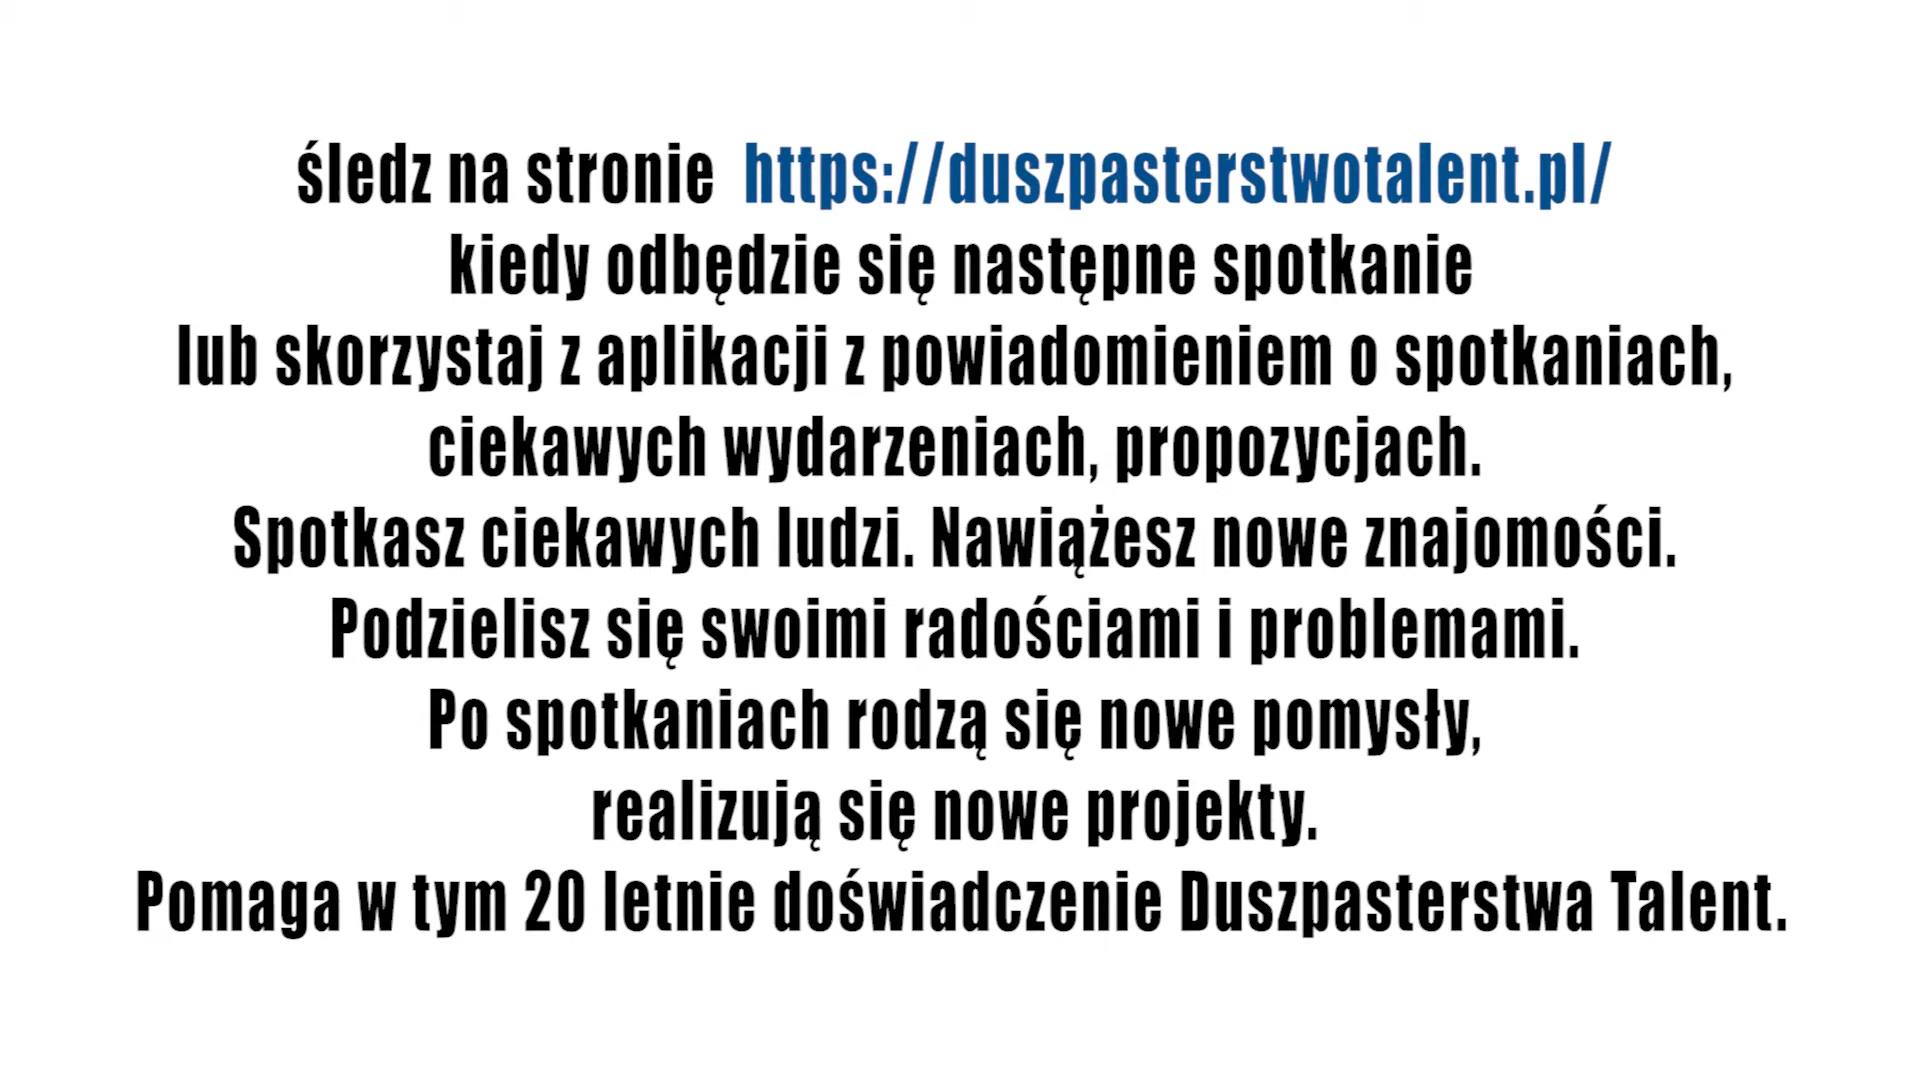 śledz na stronie https://duszpasterstwotalent.pl/
kiedy odbędzie się następne spotkanie
lub skorzystaj z aplikacji z powiadomieniem o spotkaniach,
ciekawych wydarzeniach, propozycjach.
Spotkasz ciekawych ludzi. Nawiążesz nowe znajomości.
Podzielisz się swoimi radościami i problemami.
Po spotkaniach rodzą się nowe pomysły,
realizują się nowe projekty.
Pomaga w tym 20 letnie doświadczenie Duszpasterstwa Talent.